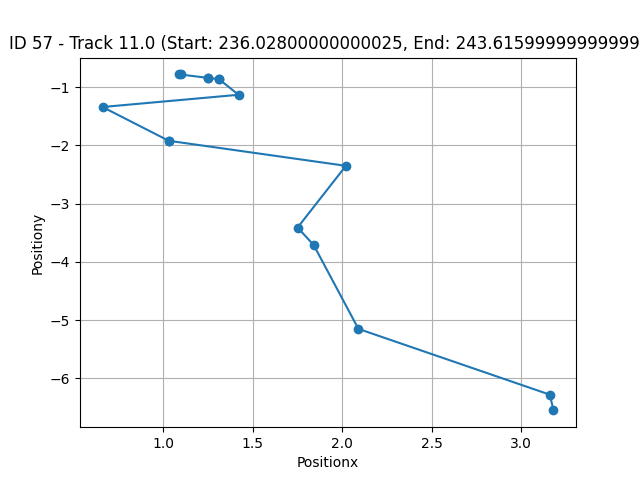 ID 57 - Track 11.0 (Start: 236.02800000000025, End: 243.61599999999999
−1
−2
−3
−4
−5
−6
Positiony
1.0 1.5 2.0 2.5 3.0
Positionx